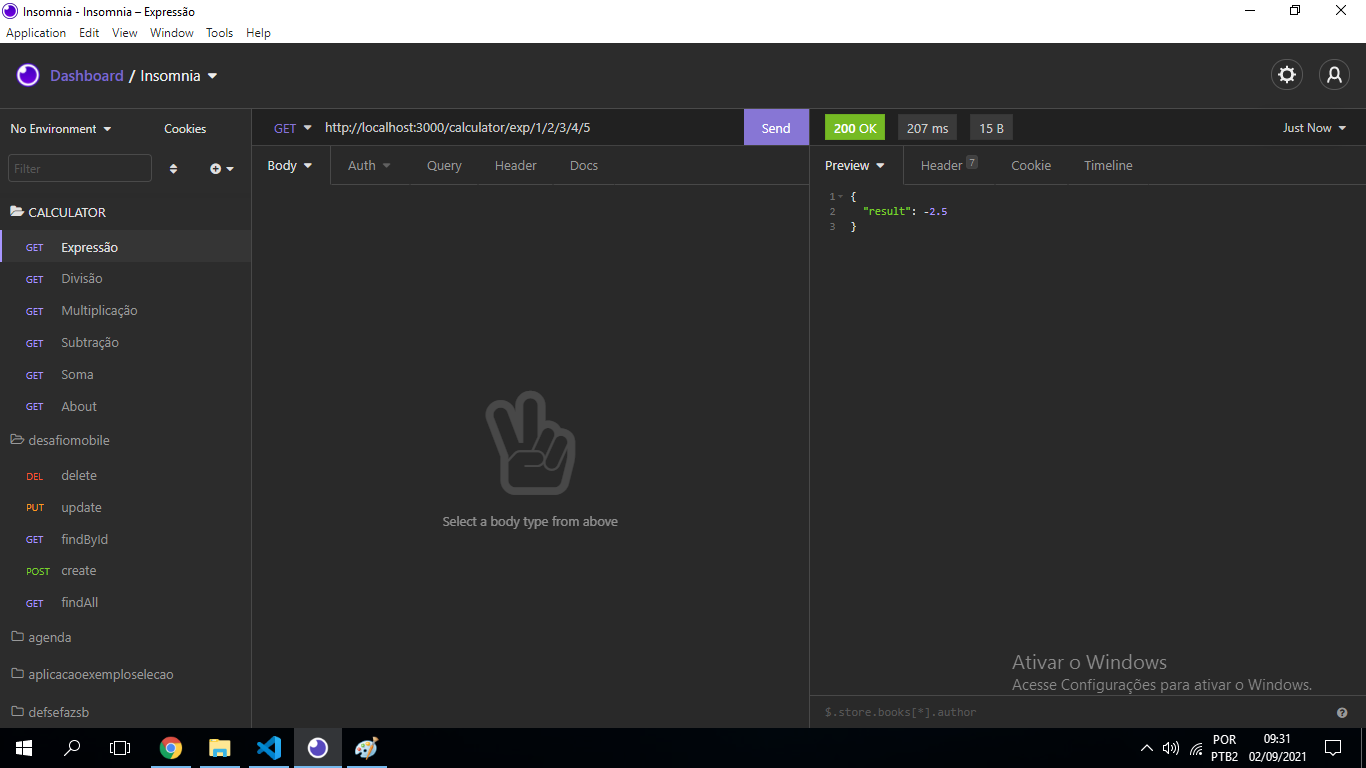 Insomnia - Insomnia – Expressão
Application Edit View Window Tools Help
Dashboard / Insomnia
No Environment Cookies
GET http://localhost:3000/calculator/exp/1/2/3/4/5 Send
200 OK 207 ms 15 B Just Now
Filter
Body Auth Query Header Docs
Preview Header 7 Cookie Timeline
1 {
2 "result": -2.5
3 }
CALCULATOR
GET Expressão
GET Divisão
GET Multiplicação
GET Subtração
GET Soma
GET About
desafiomobile
DEL delete
PUT update
GET findById
POST create
GET findAll
agenda
aplicacaoexemploselecao
defsefazsb
Select a body type from above
Ativar o Windows
Acesse Configurações para ativar o Windows.
$.store.books[*].author
POR 09:31
PTB2 02/09/2021